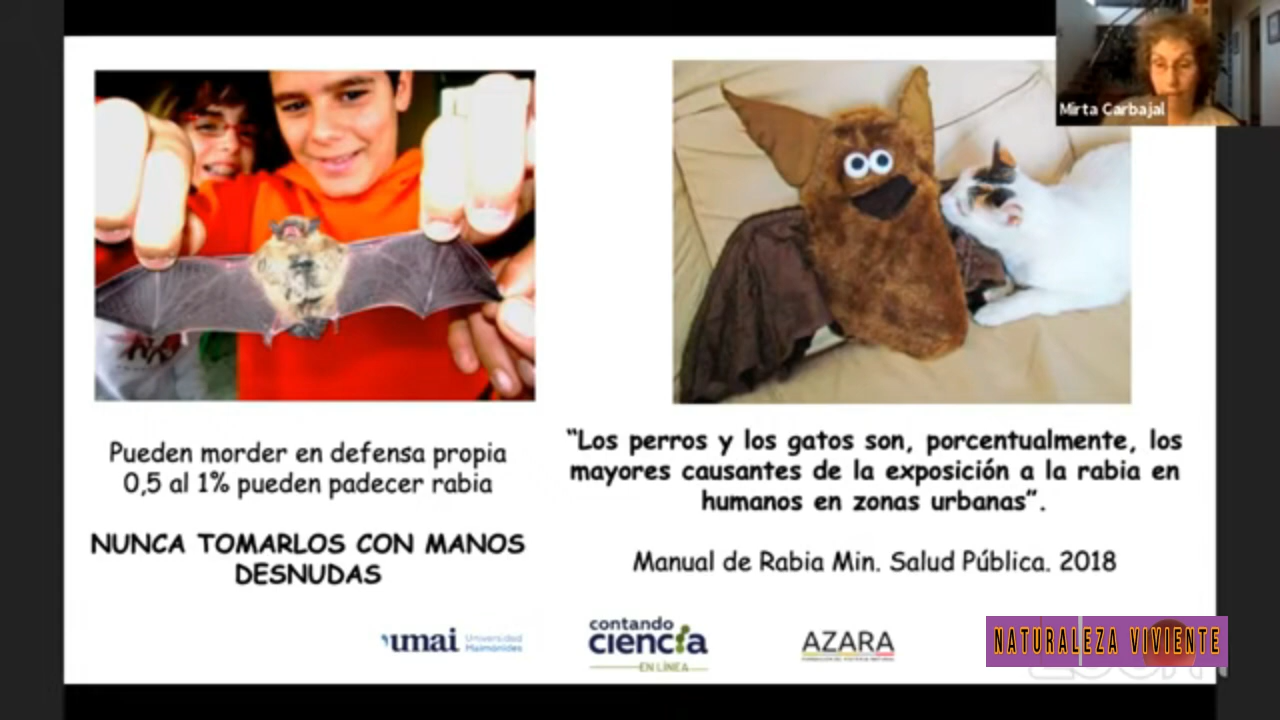 Mirta Carbajal
Pueden morder en defensa propia
0,5 al 1% pueden padecer rabia
NUNCA TOMARLOS CON MANOS
DESNUDAS
“Los perros y los gatos son, porcentualmente, los
mayores causantes de la exposición a la rabia en
humanos en zonas urbanas”.
Manual de Rabia Min. Salud Pública. 2018
umai Universidad
Maimónides
contando
ciencia
EN LÍNEA
AZARA
NATURALEZA VIVIENTE